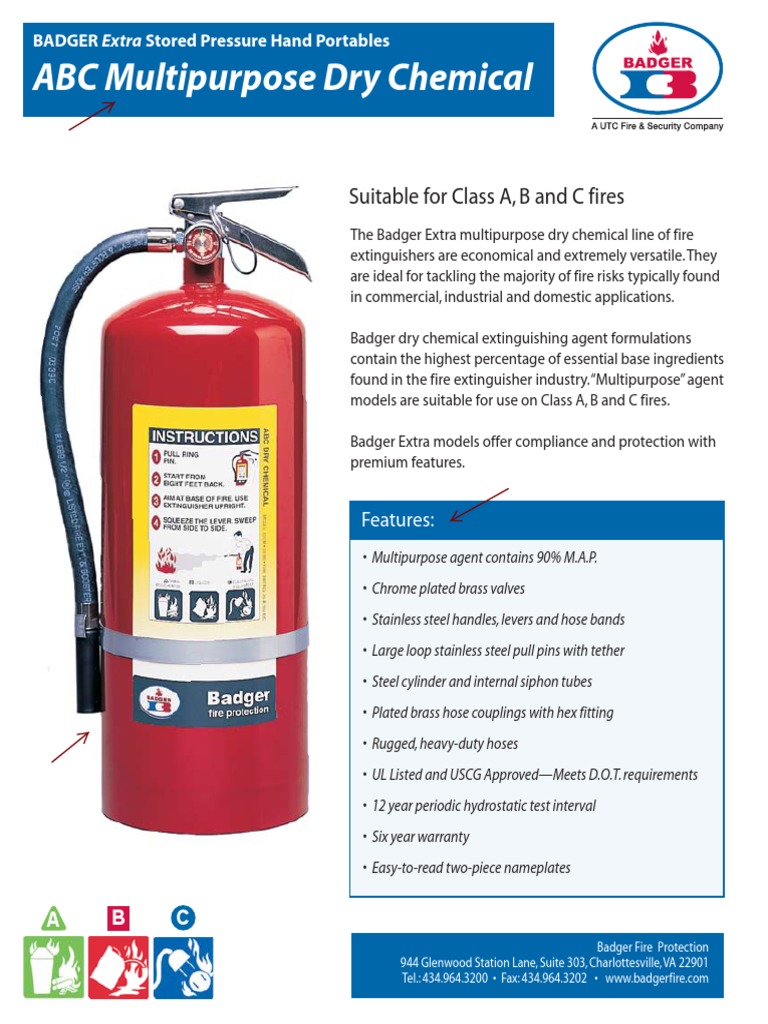 BADGER Extra Stored Pressure Hand Portables
ABC Multipurpose Dry Chemical
BADGER
A UTC Fire & Security Company
Suitable for Class A, B and C fires
The Badger Extra multipurpose dry chemical line of fire
extinguishers are economical and extremely versatile. They
are ideal for tackling the majority of fire risks typically found
in commercial, industrial and domestic applications.
Badger dry chemical extinguishing agent formulations
contain the highest percentage of essential base ingredients
found in the fire extinguisher industry. “Multipurpose” agent
models are suitable for use on Class A, B and C fires.
Badger Extra models offer compliance and protection with
premium features.
INSTRUCTIONS
1 PULL RING
PIN.
2 START FROM
EIGHT FEET BACK.
3 AIM AT BASE OF FIRE. USE
EXTINGUISHER UPRIGHT.
4 SQUEEZE THE LEVER. SWEEP
FROM SIDE TO SIDE.
ABC DRY CHEMICAL
BADGER
Badger
fire protection
Features:
• Multipurpose agent contains 90% M.A.P.
• Chrome plated brass valves
• Stainless steel handles, levers and hose bands
• Large loop stainless steel pull pins with tether
• Steel cylinder and internal siphon tubes
• Plated brass hose couplings with hex fitting
• Rugged, heavy-duty hoses
• UL Listed and USCG Approved—Meets D.O.T. requirements
• 12 year periodic hydrostatic test interval
• Six year warranty
• Easy-to-read two-piece nameplates
A B C
Badger Fire Protection
944 Glenwood Station Lane, Suite 303, Charlottesville, VA 22901
Tel.: 434.964.3200 • Fax: 434.964.3202 • www.badgerfire.com